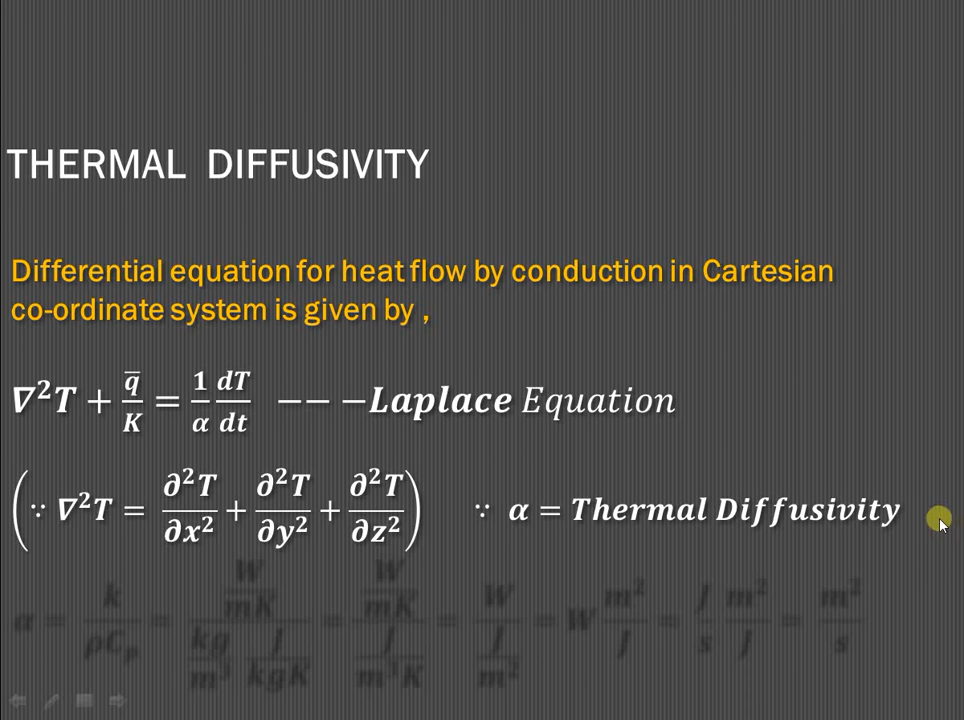 THERMAL DIFFUSIVITY
Differential equation for heat flow by conduction in Cartesian
co-ordinate system is given by ,
∇²T + q̅/K = 1/α dT/dt −− −Laplace Equation
(∵ ∇²T = ∂²T/∂x² + ∂²T/∂y² + ∂²T/∂z²) ∵ α = Thermal Diffusivity
α = k/ρCₚ = (W/mK)/(kg/m³ J/kgK) = (W/mK)/(J/m³K) = W/(J/m²) = W m²/J = J/s m²/J = m²/s